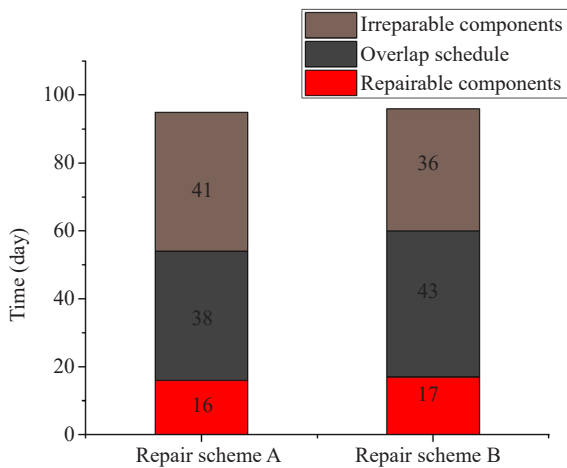 Irreparable components
Overlap schedule
Repairable components
100
80
60
40
20
0
Time (day)
41
38
16
36
43
17
Repair scheme A
Repair scheme B